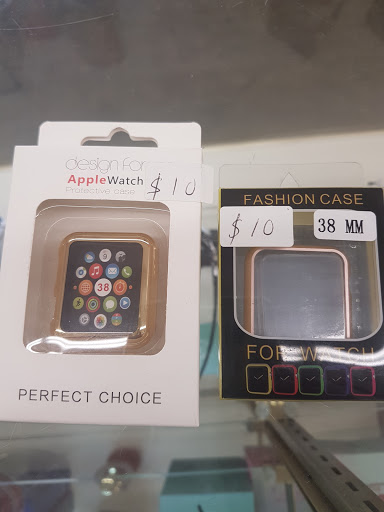 design for
AppleWatch
Protective case
$10
38
PERFECT CHOICE
FASHION CASE
$10
38 MM
FOR WATCH